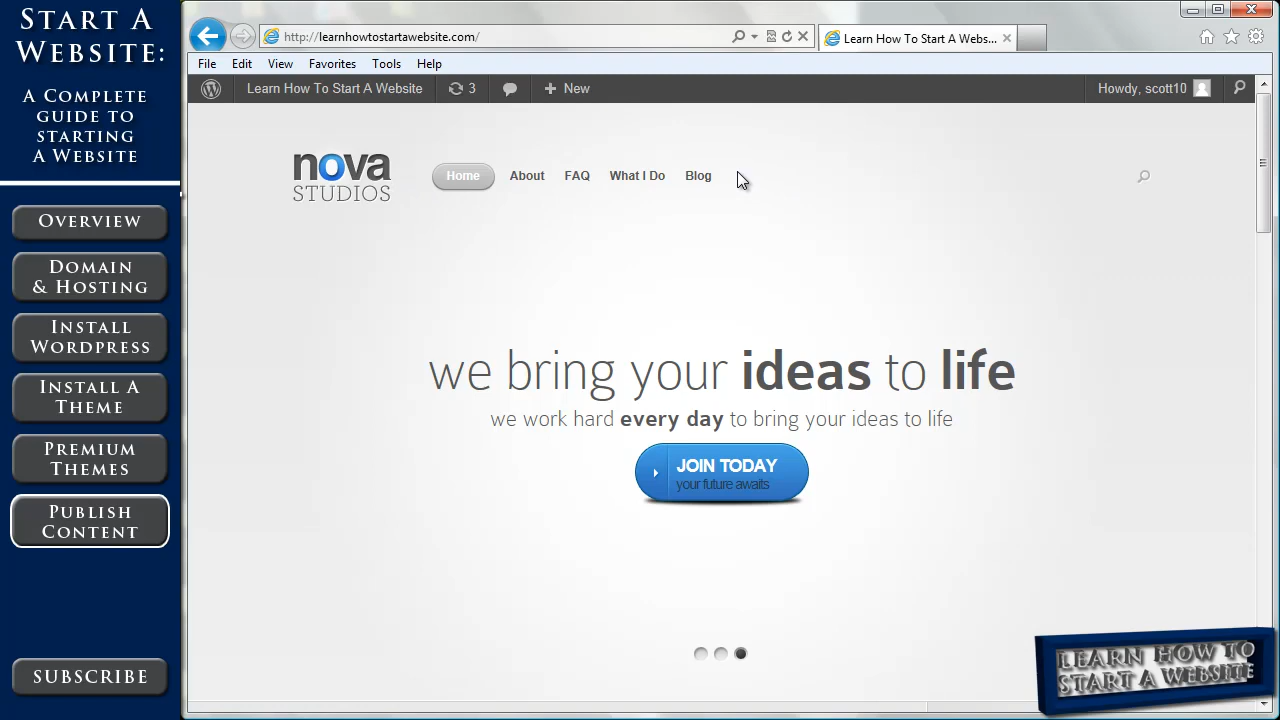 START A
WEBSITE:
A COMPLETE
GUIDE TO
STARTING
A WEBSITE
OVERVIEW
DOMAIN
& HOSTING
INSTALL
WORDPRESS
INSTALL A
THEME
PREMIUM
THEMES
PUBLISH
CONTENT
SUBSCRIBE
http://learnhowtostartawebsite.com/
Learn How To Start A Webs...
File Edit View Favorites Tools Help
Learn How To Start A Website 3 New Howdy, scott10
nova
STUDIOS
Home About FAQ What I Do Blog
we bring your ideas to life
we work hard every day to bring your ideas to life
JOIN TODAY
your future awaits
LEARN HOW TO
START A WEBSITE